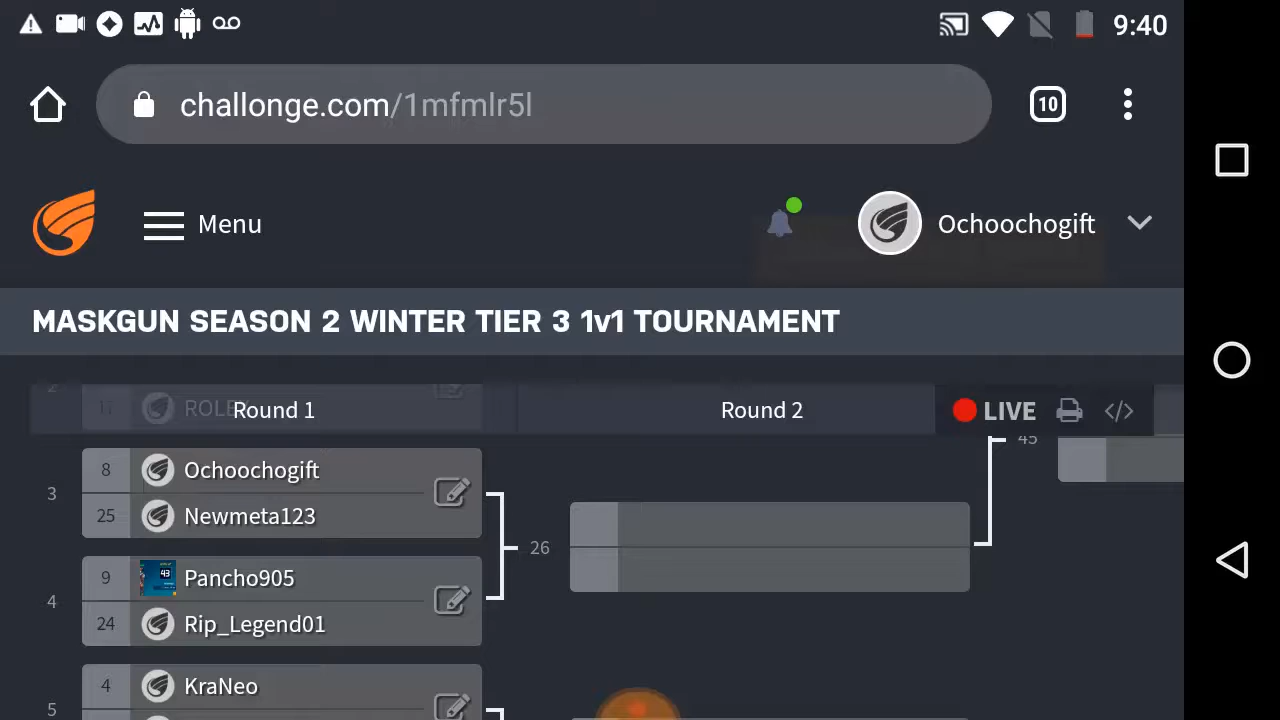 9:40
challonge.com/1mfmlr5l
10
Menu
Ochoochogift
MASKGUN SEASON 2 WINTER TIER 3 1v1 TOURNAMENT
Round 1
Round 2
LIVE
</>
45
3
8
Ochoochogift
25
Newmeta123
26
4
9
Pancho905
24
Rip_Legend01
5
4
KraNeo